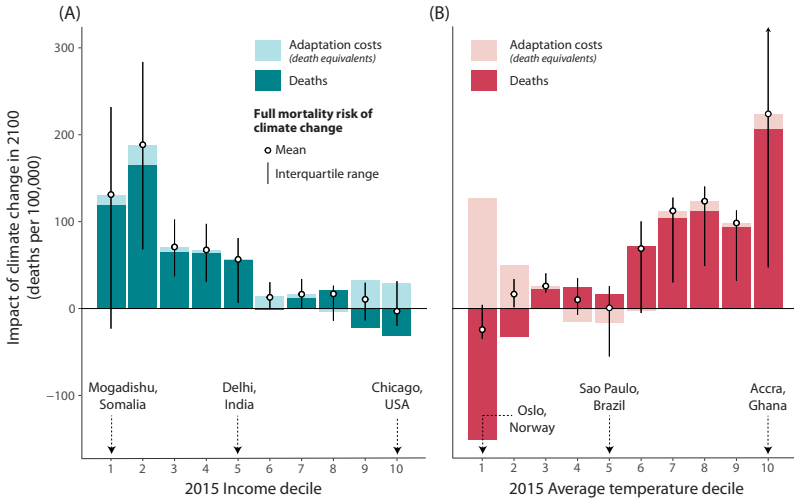 (A)
(B)
Impact of climate change in 2100
(deaths per 100,000)
300
200
100
0
−100
Adaptation costs
(death equivalents)
Deaths
Full mortality risk of
climate change
Mean
Interquartile range
Mogadishu,
Somalia
Delhi,
India
Chicago,
USA
1 2 3 4 5 6 7 8 9 10
2015 Income decile
Adaptation costs
(death equivalents)
Deaths
Oslo,
Norway
Sao Paulo,
Brazil
Accra,
Ghana
1 2 3 4 5 6 7 8 9 10
2015 Average temperature decile